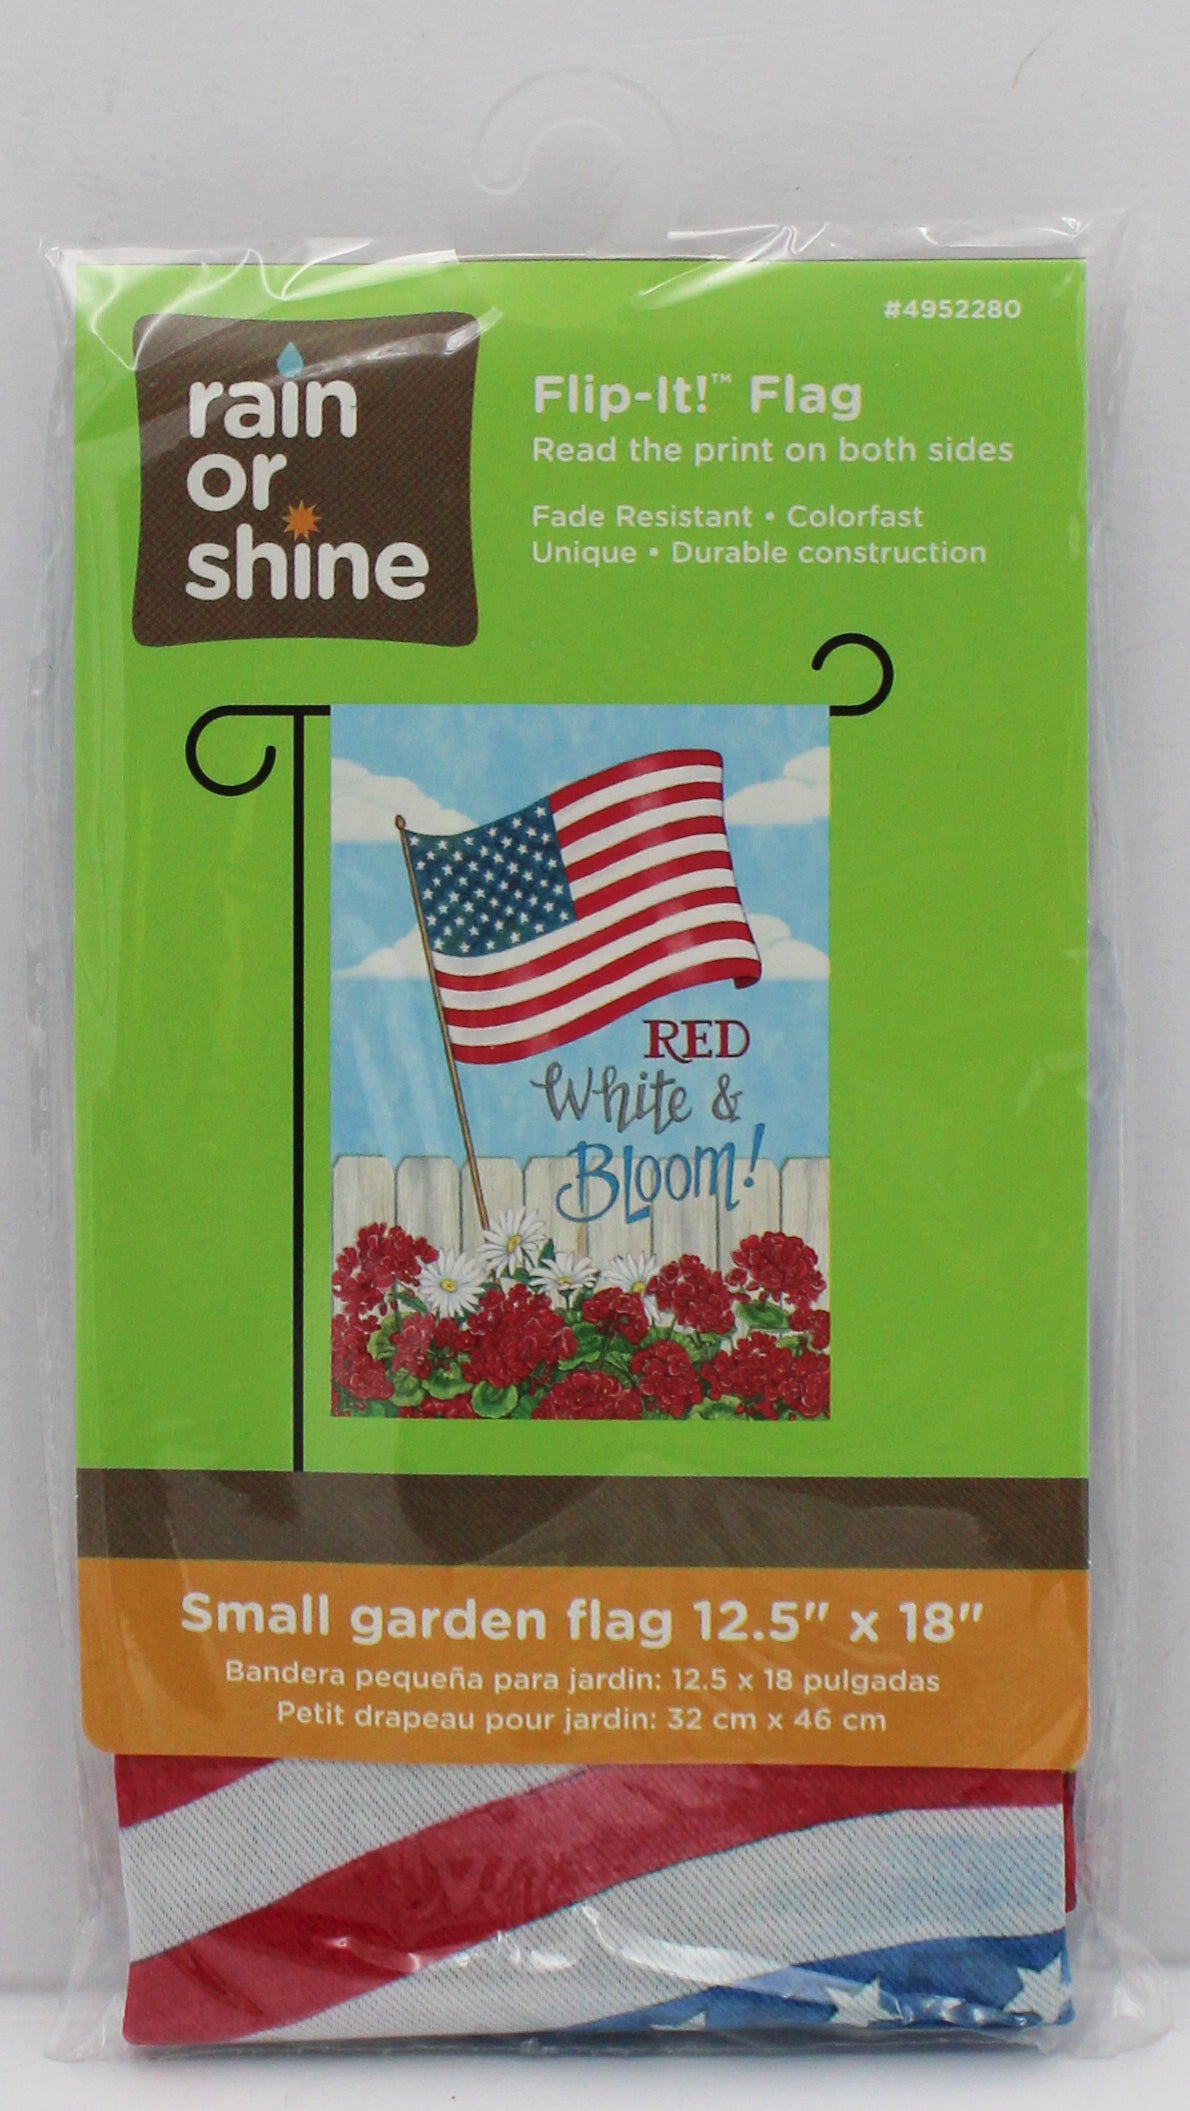 #4952280
rain
or
shine
Flip-It!™ Flag
Read the print on both sides
Fade Resistant • Colorfast
Unique • Durable construction
RED
White &
Bloom!
Small garden flag 12.5" x 18"
Bandera pequeña para jardin: 12.5 x 18 pulgadas
Petit drapeau pour jardin: 32 cm x 46 cm